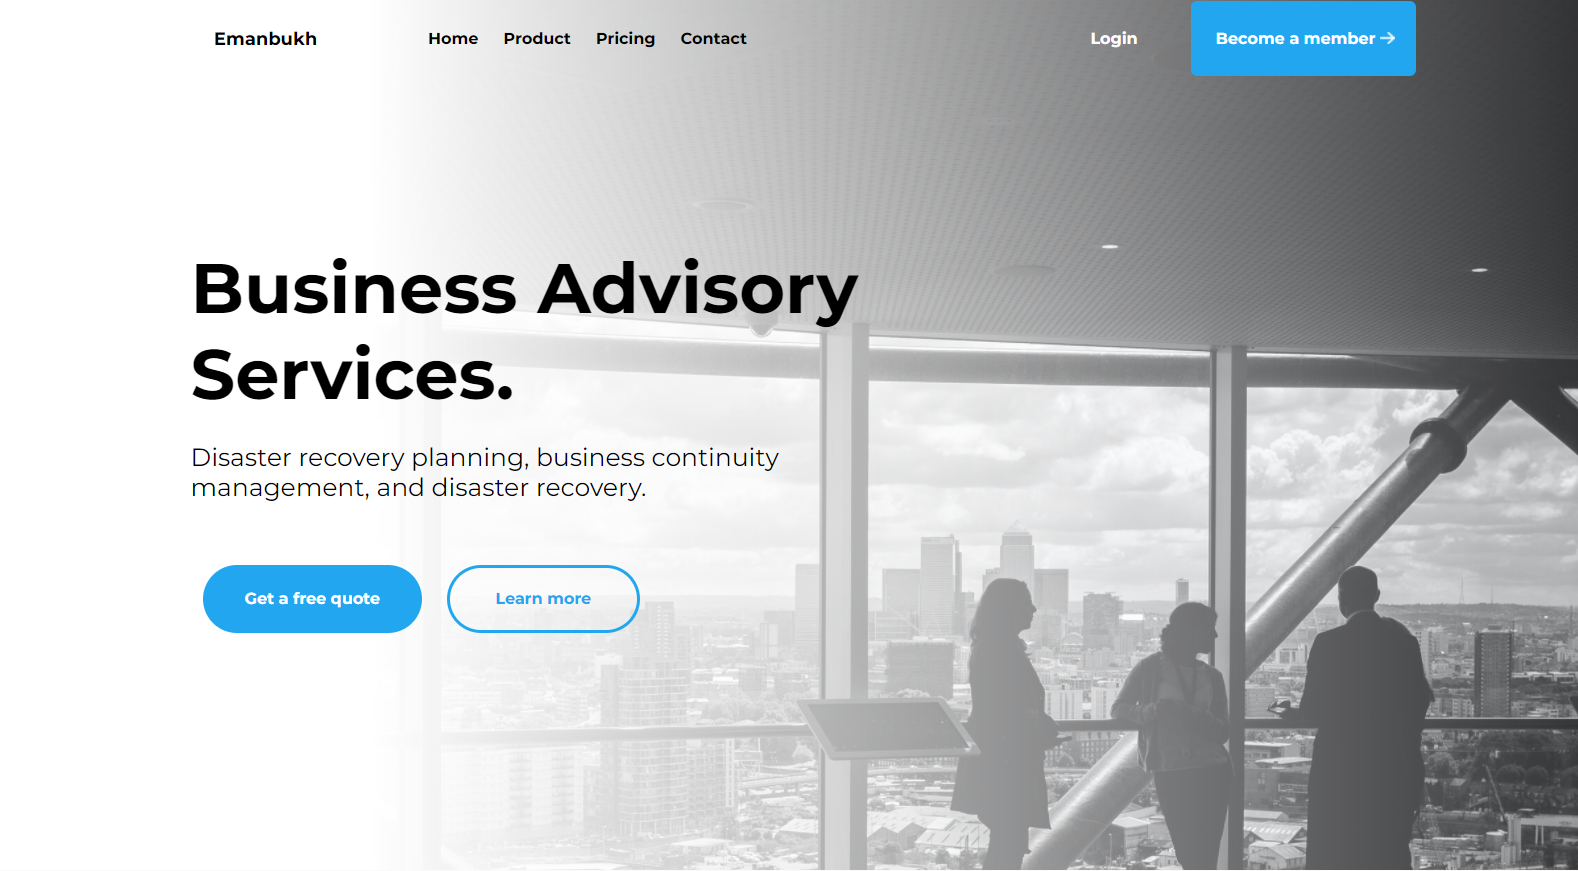 Emanbukh
Home Product Pricing Contact
Login
Become a member →
Business Advisory
Services.
Disaster recovery planning, business continuity
management, and disaster recovery.
Get a free quote
Learn more